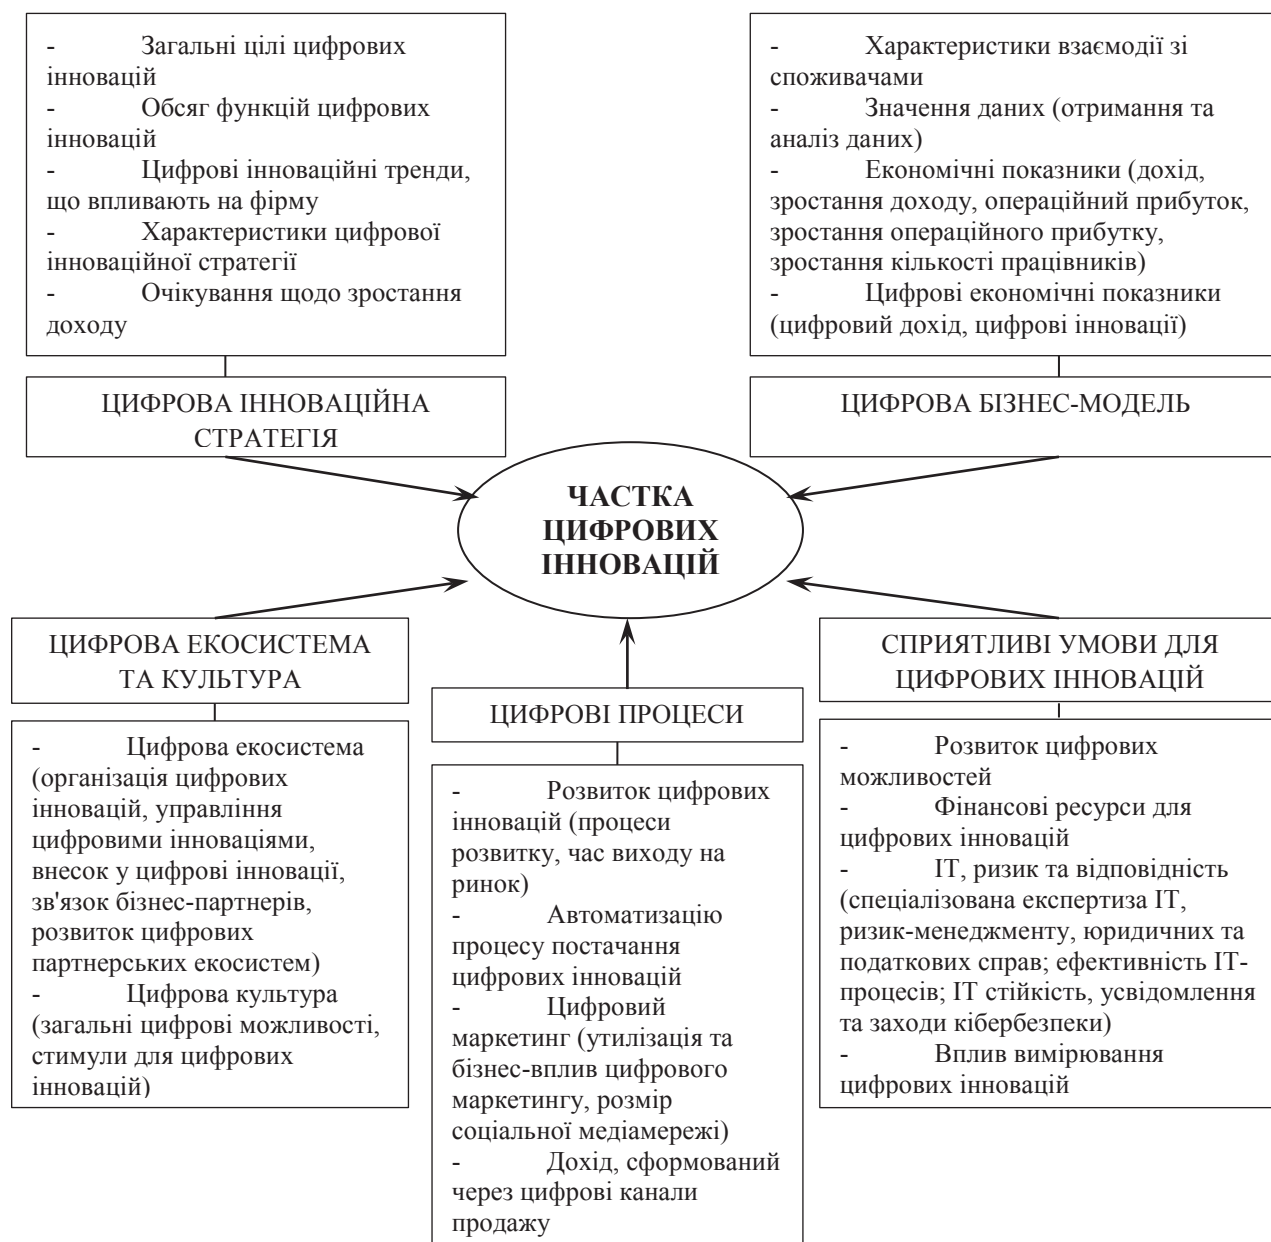 - Загальні цілі цифрових
інновацій
- Обсяг функцій цифрових
інновацій
- Цифрові інноваційні тренди,
що впливають на фірму
- Характеристики цифрової
інноваційної стратегії
- Очікування щодо зростання
доходу
ЦИФРОВА ІННОВАЦІЙНА
СТРАТЕГІЯ
- Характеристики взаємодії зі
споживачами
- Значення даних (отримання та
аналіз даних)
- Економічні показники (дохід,
зростання доходу, операційний прибуток,
зростання операційного прибутку,
зростання кількості працівників)
- Цифрові економічні показники
(цифровий дохід, цифрові інновації)
ЦИФРОВА БІЗНЕС-МОДЕЛЬ
ЧАСТКА
ЦИФРОВИХ
ІННОВАЦІЙ
ЦИФРОВА ЕКОСИСТЕМА
ТА КУЛЬТУРА
- Цифрова екосистема
(організація цифрових
інновацій, управління
цифровими інноваціями,
внесок у цифрові інновації,
зв'язок бізнес-партнерів,
розвиток цифрових
партнерських екосистем)
- Цифрова культура
(загальні цифрові можливості,
стимули для цифрових
інновацій)
ЦИФРОВІ ПРОЦЕСИ
- Розвиток цифрових
інновацій (процеси
розвитку, час виходу на
ринок)
- Автоматизацію
процесу постачання
цифрових інновацій
- Цифровий
маркетинг (утилізація та
бізнес-вплив цифрового
маркетингу, розмір
соціальної медіамережі)
- Дохід, сформований
через цифрові канали
продажу
СПРИЯТЛИВІ УМОВИ ДЛЯ
ЦИФРОВИХ ІННОВАЦІЙ
- Розвиток цифрових
можливостей
- Фінансові ресурси для
цифрових інновацій
- ІТ, ризик та відповідність
(спеціалізована експертиза ІТ,
ризик-менеджменту, юридичних та
податкових справ; ефективність ІТ-
процесів; ІТ стійкість, усвідомлення
та заходи кібербезпеки)
- Вплив вимірювання
цифрових інновацій